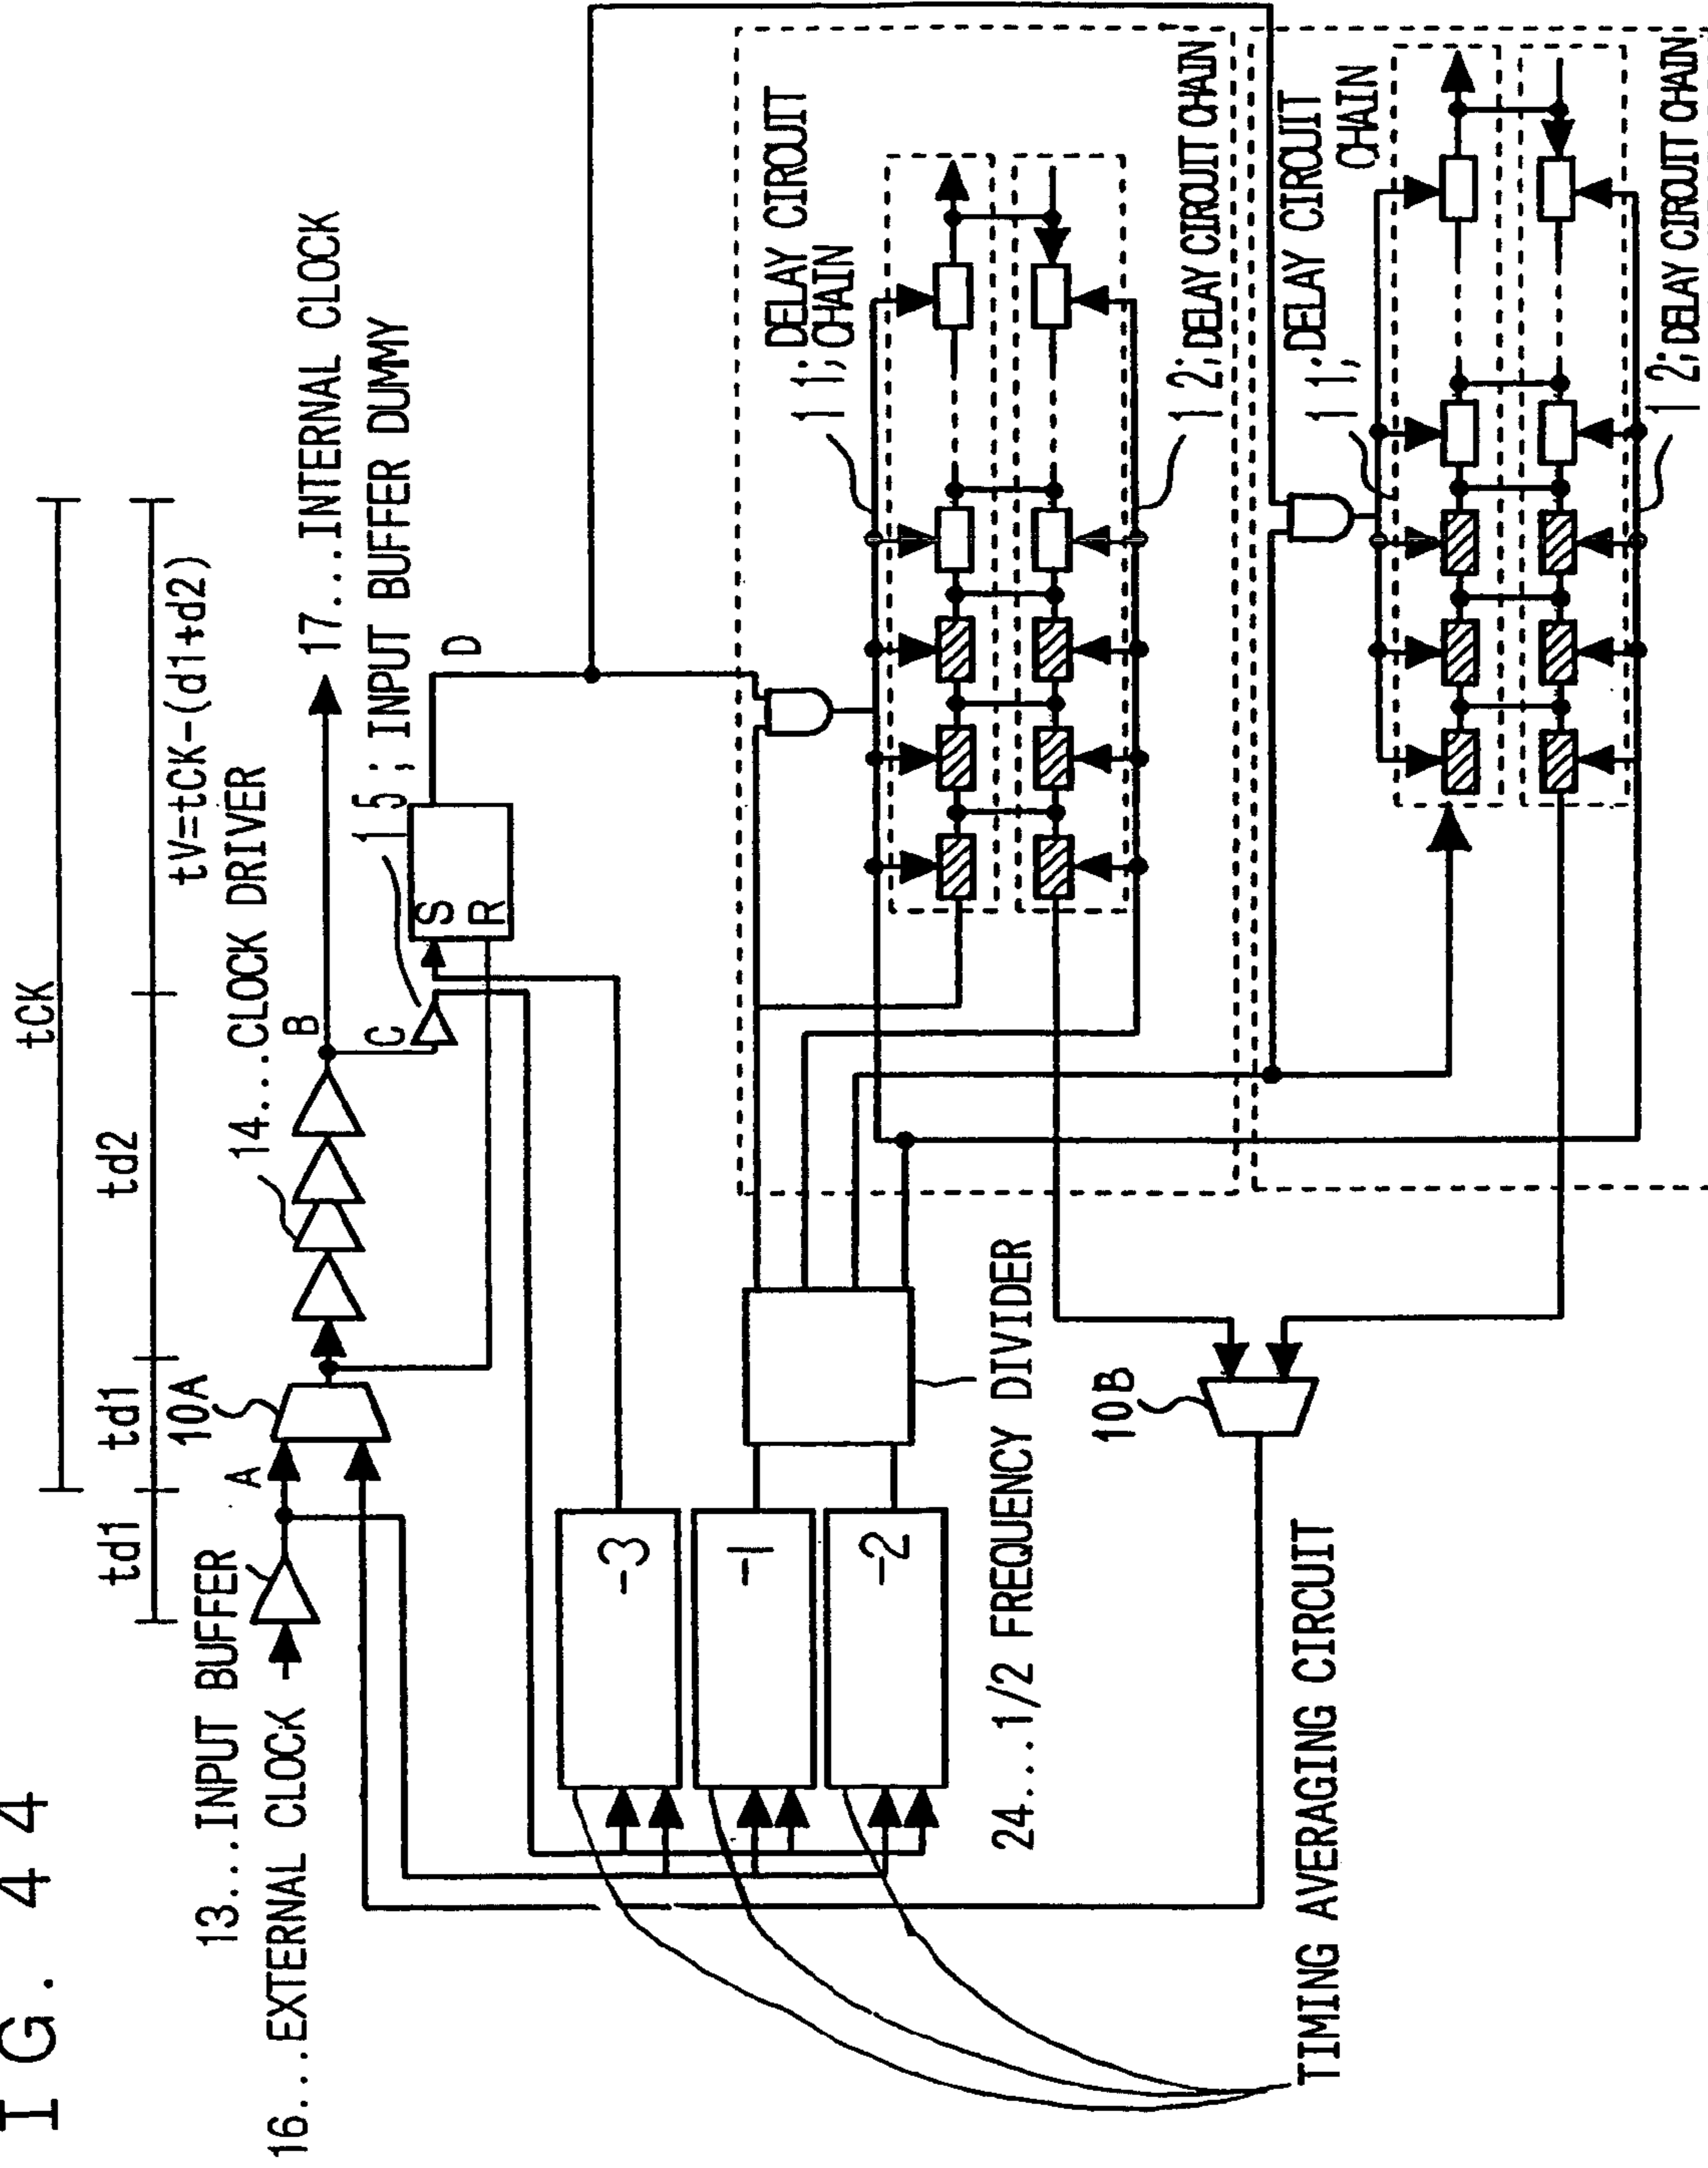 I G . 4 4
tCK
td1
td1
td2
tV=tCK-(d1+d2)
13...INPUT BUFFER
16...EXTERNAL CLOCK
A
10A
14...CLOCK DRIVER
B
17...INTERNAL CLOCK
C
15; INPUT BUFFER DUMMY
S
R
D
-3
-1
-2
24...1/2 FREQUENCY DIVIDER
11; DELAY CIRCUIT
CHAIN
12; DELAY CIRCUIT CHAIN
11; DELAY CIRCUIT
CHAIN
12; DELAY CIRCUIT CHAIN
10B
TIMING AVERAGING CIRCUIT